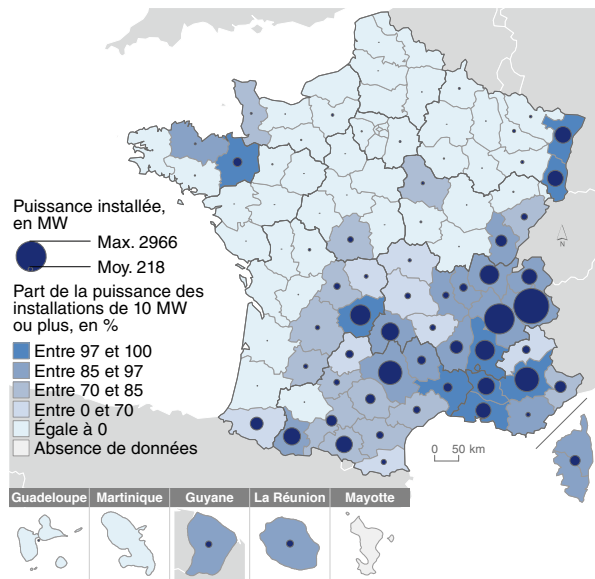 Puissance installée,
en MW
Max. 2966
Moy. 218
Part de la puissance des
installations de 10 MW
ou plus, en %
Entre 97 et 100
Entre 85 et 97
Entre 70 et 85
Entre 0 et 70
Égale à 0
Absence de données
N
0 50 km
Guadeloupe
Martinique
Guyane
La Réunion
Mayotte